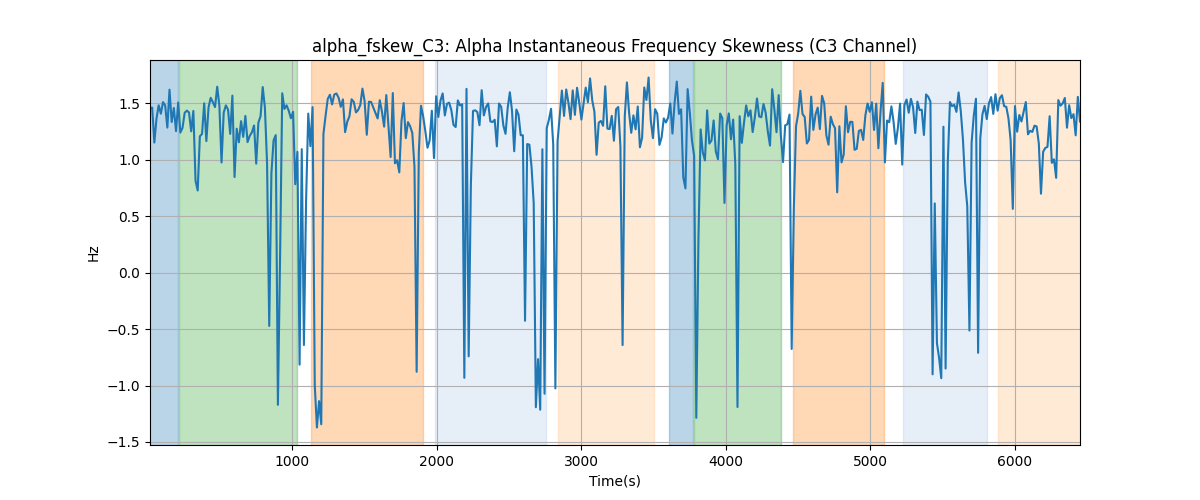 alpha_fskew_C3: Alpha Instantaneous Frequency Skewness (C3 Channel)
1.5
1.0
0.5
0.0
−0.5
−1.0
−1.5
Hz
1000 2000 3000 4000 5000 6000
Time(s)